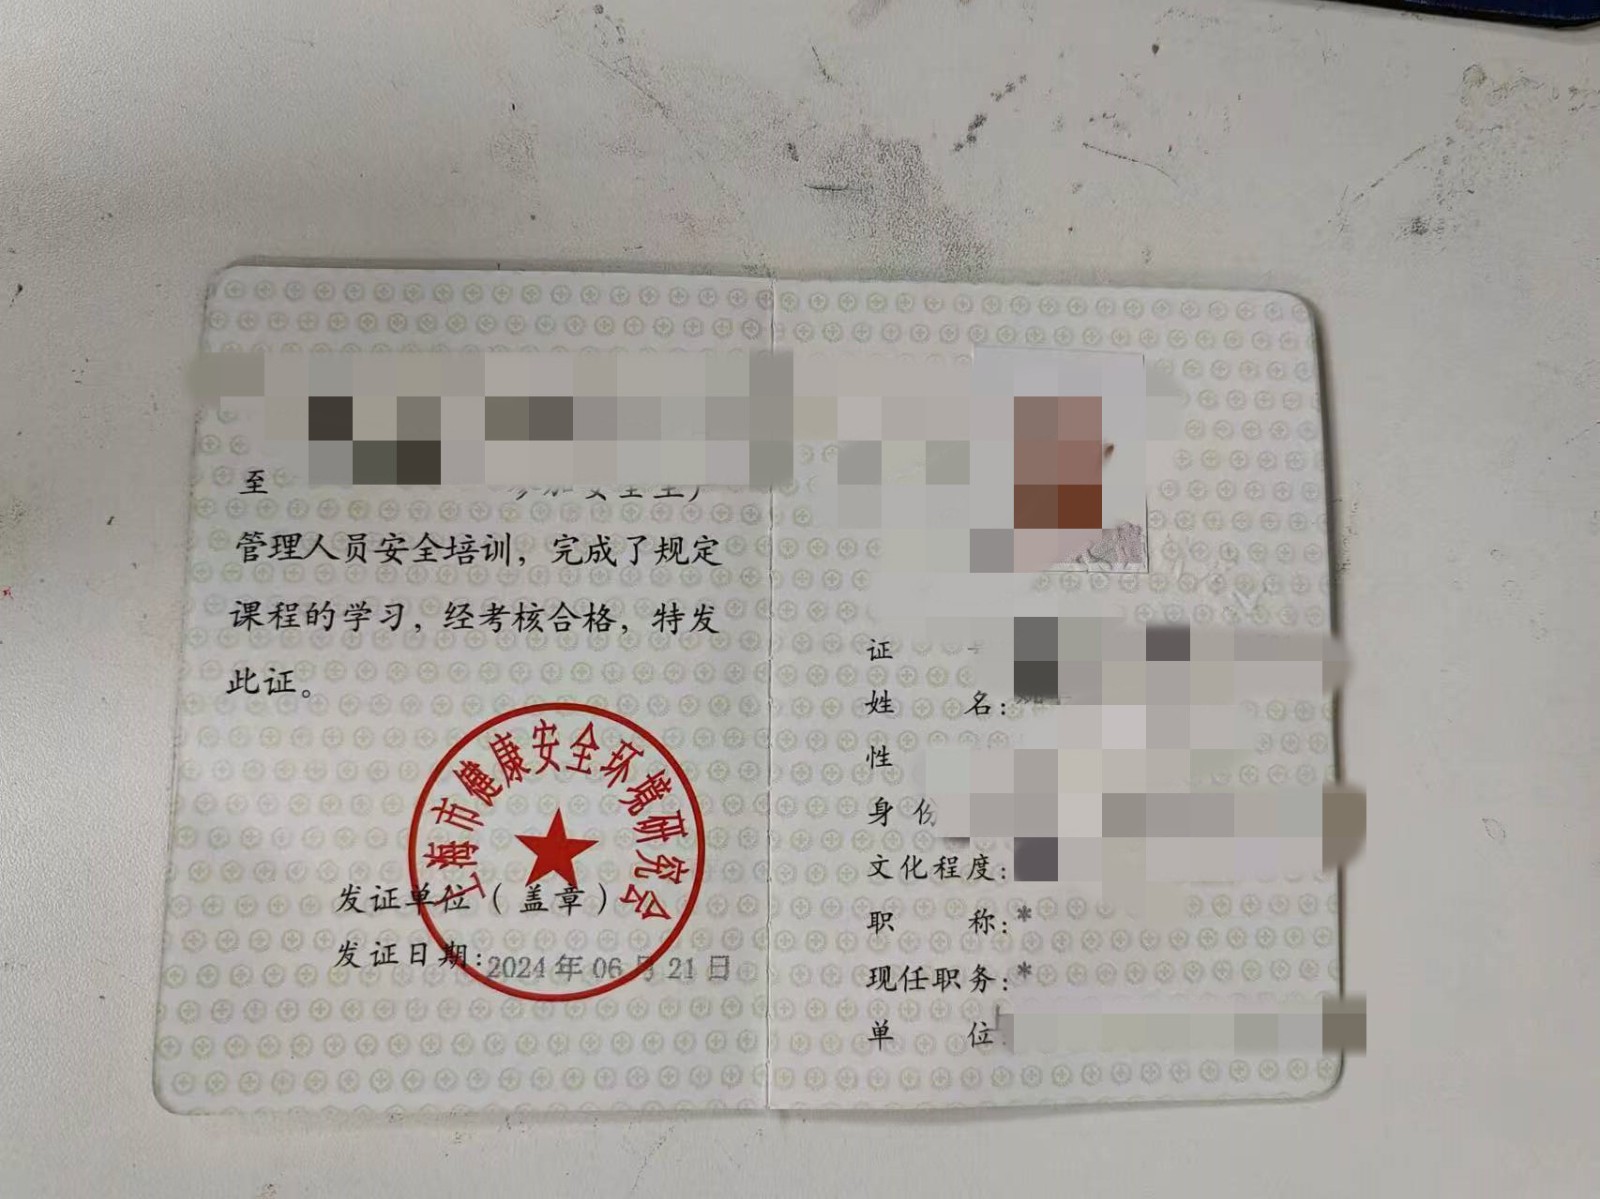 至
管理人员安全培训，完成了规定
课程的学习，经考核合格，特发
此证。
上海市健康安全环境研究会
发证单位（盖章）
发证日期：2024年06月21日
证
姓名：
性
身份
文化程度：
职称：*
现任职务：*
单位